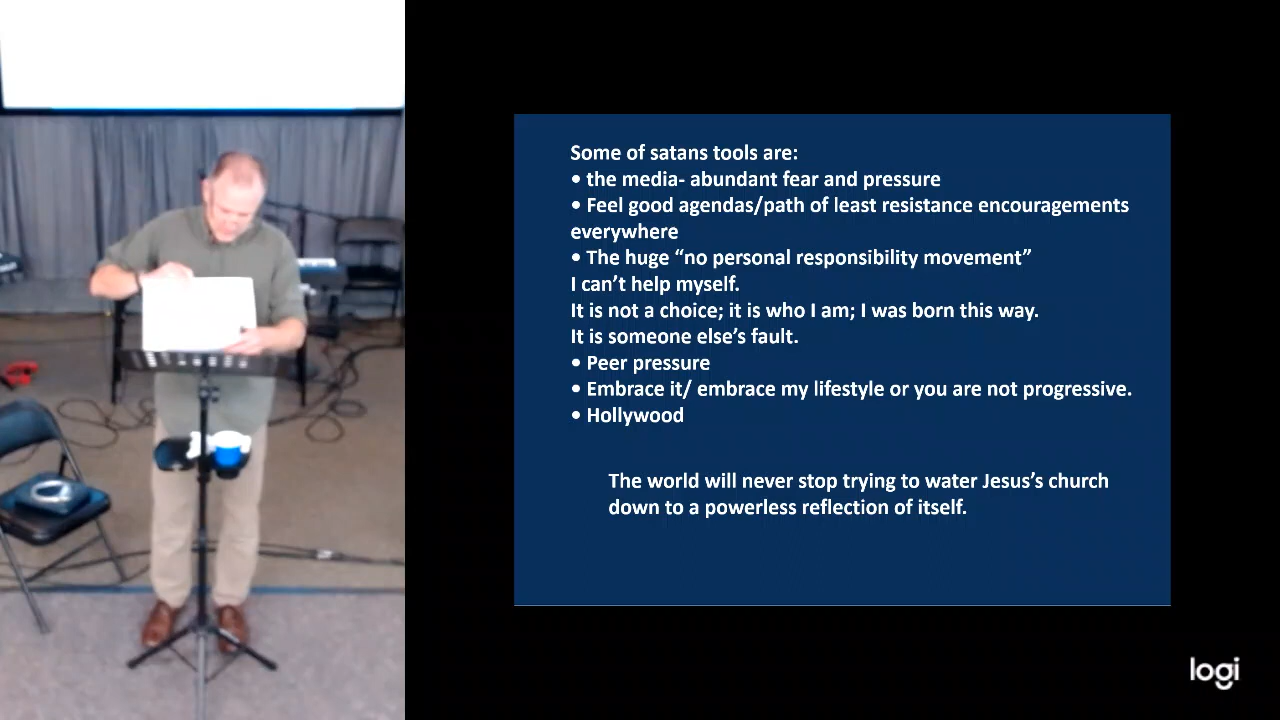 Some of satans tools are:
• the media- abundant fear and pressure
• Feel good agendas/path of least resistance encouragements
everywhere
• The huge “no personal responsibility movement”
I can’t help myself.
It is not a choice; it is who I am; I was born this way.
It is someone else’s fault.
• Peer pressure
• Embrace it/ embrace my lifestyle or you are not progressive.
• Hollywood
The world will never stop trying to water Jesus’s church
down to a powerless reflection of itself.
logi